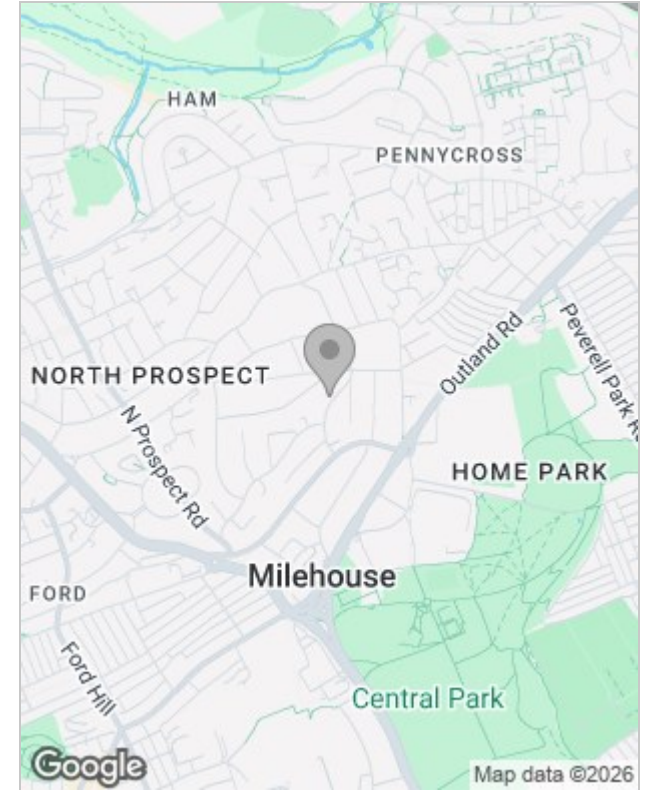 HAM
PENNYCROSS
Outland Rd
Peverell Park
NORTH PROSPECT
N Prospect Rd
HOME PARK
Milehouse
FORD
Ford Hill
Central Park
Google
Map data ©2026